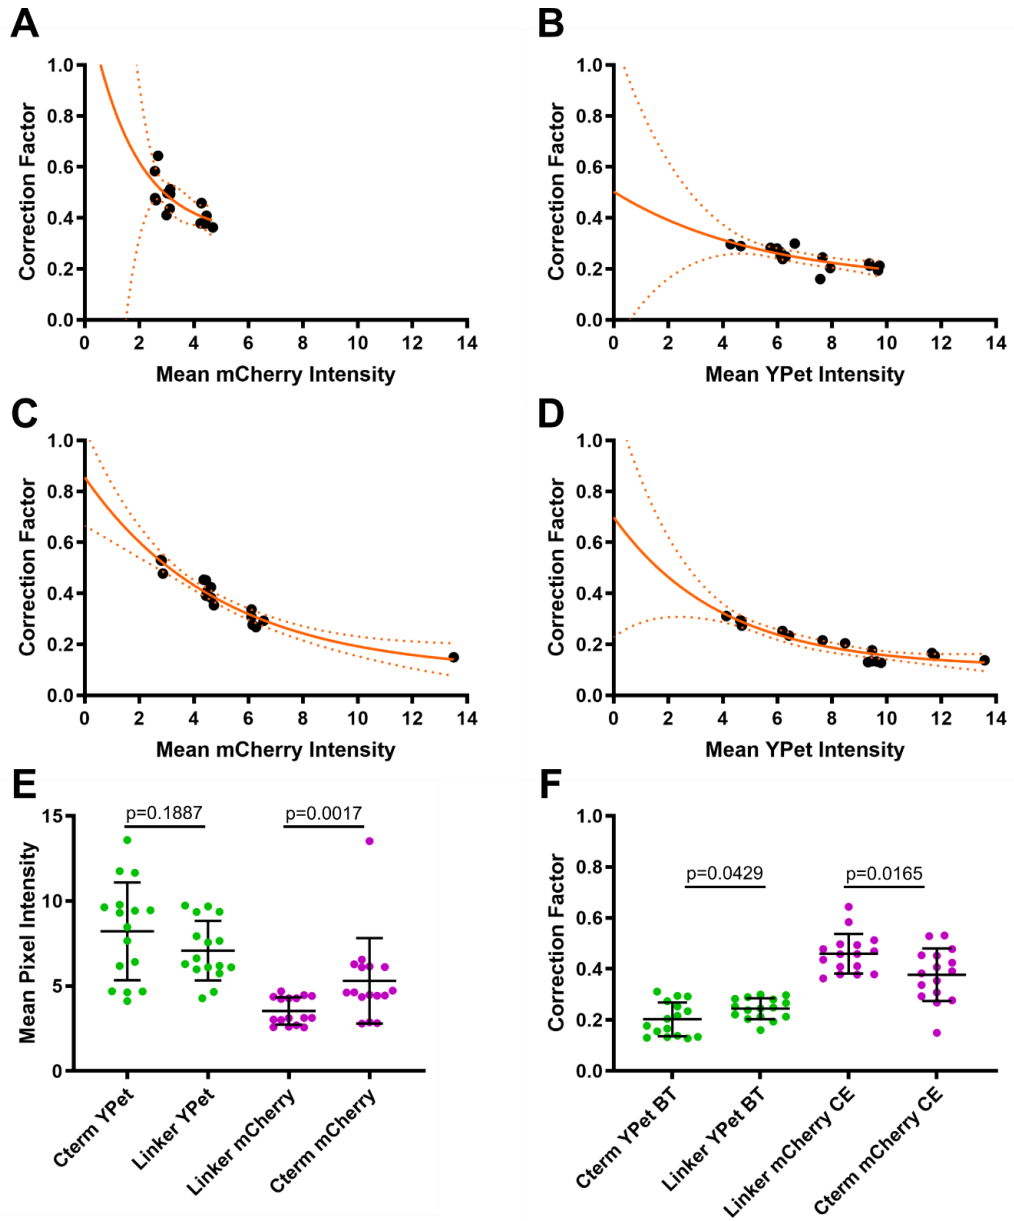 A
B
1.0
0.8
0.6
0.4
0.2
0.0
Correction Factor
0 2 4 6 8 10 12 14
Mean mCherry Intensity
1.0
0.8
0.6
0.4
0.2
0.0
Correction Factor
0 2 4 6 8 10 12 14
Mean YPet Intensity
C
D
1.0
0.8
0.6
0.4
0.2
0.0
Correction Factor
0 2 4 6 8 10 12 14
Mean mCherry Intensity
1.0
0.8
0.6
0.4
0.2
0.0
Correction Factor
0 2 4 6 8 10 12 14
Mean YPet Intensity
E
F
p=0.1887
p=0.0017
15
10
5
0
Mean Pixel Intensity
Cterm YPet
Linker YPet
Linker mCherry
Cterm mCherry
p=0.0429
p=0.0165
1.0
0.8
0.6
0.4
0.2
0.0
Correction Factor
Cterm YPet BT
Linker YPet BT
Linker mCherry CE
Cterm mCherry CE